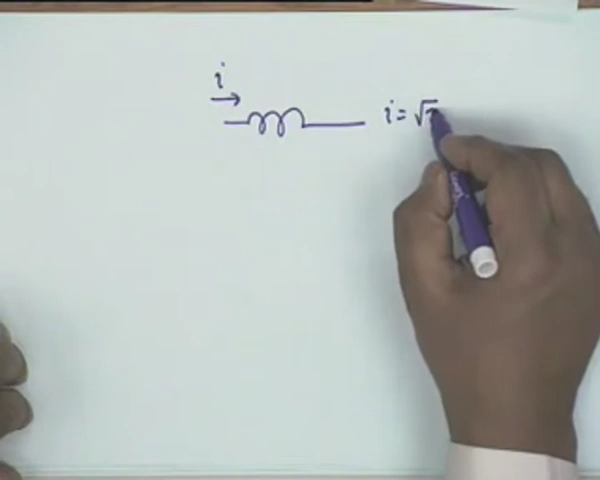 i
i = √